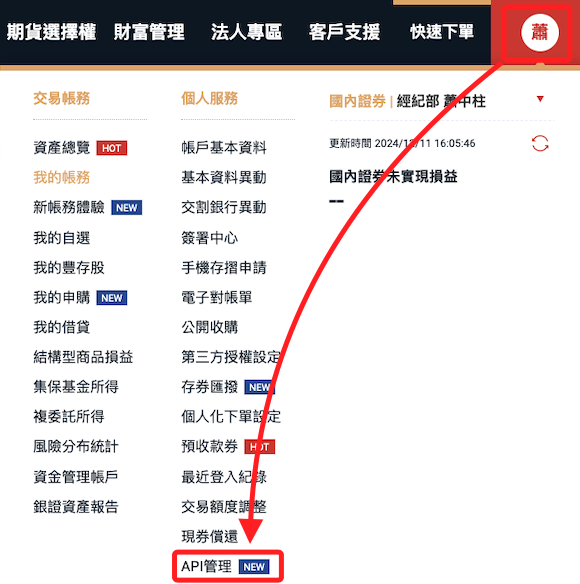 期貨選擇權 財富管理 法人專區 客戶支援 快速下單 蕭
交易帳務
資產總覽 HOT
我的帳務
新帳務體驗 NEW
我的自選
我的豐存股
我的申購 NEW
我的借貸
結構型商品損益
集保基金所得
複委託所得
風險分布統計
資金管理帳戶
銀證資產報告
個人服務
帳戶基本資料
基本資料異動
交割銀行異動
簽署中心
手機存摺申請
電子對帳單
公開收購
第三方授權設定
存券匯撥 NEW
個人化下單設定
預收款券 HOT
最近登入紀錄
交易額度調整
現券償還
API管理 NEW
國內證券 | 經紀部 蕭中柱
更新時間 2024/12/11 16:05:46
國內證券未實現損益
--